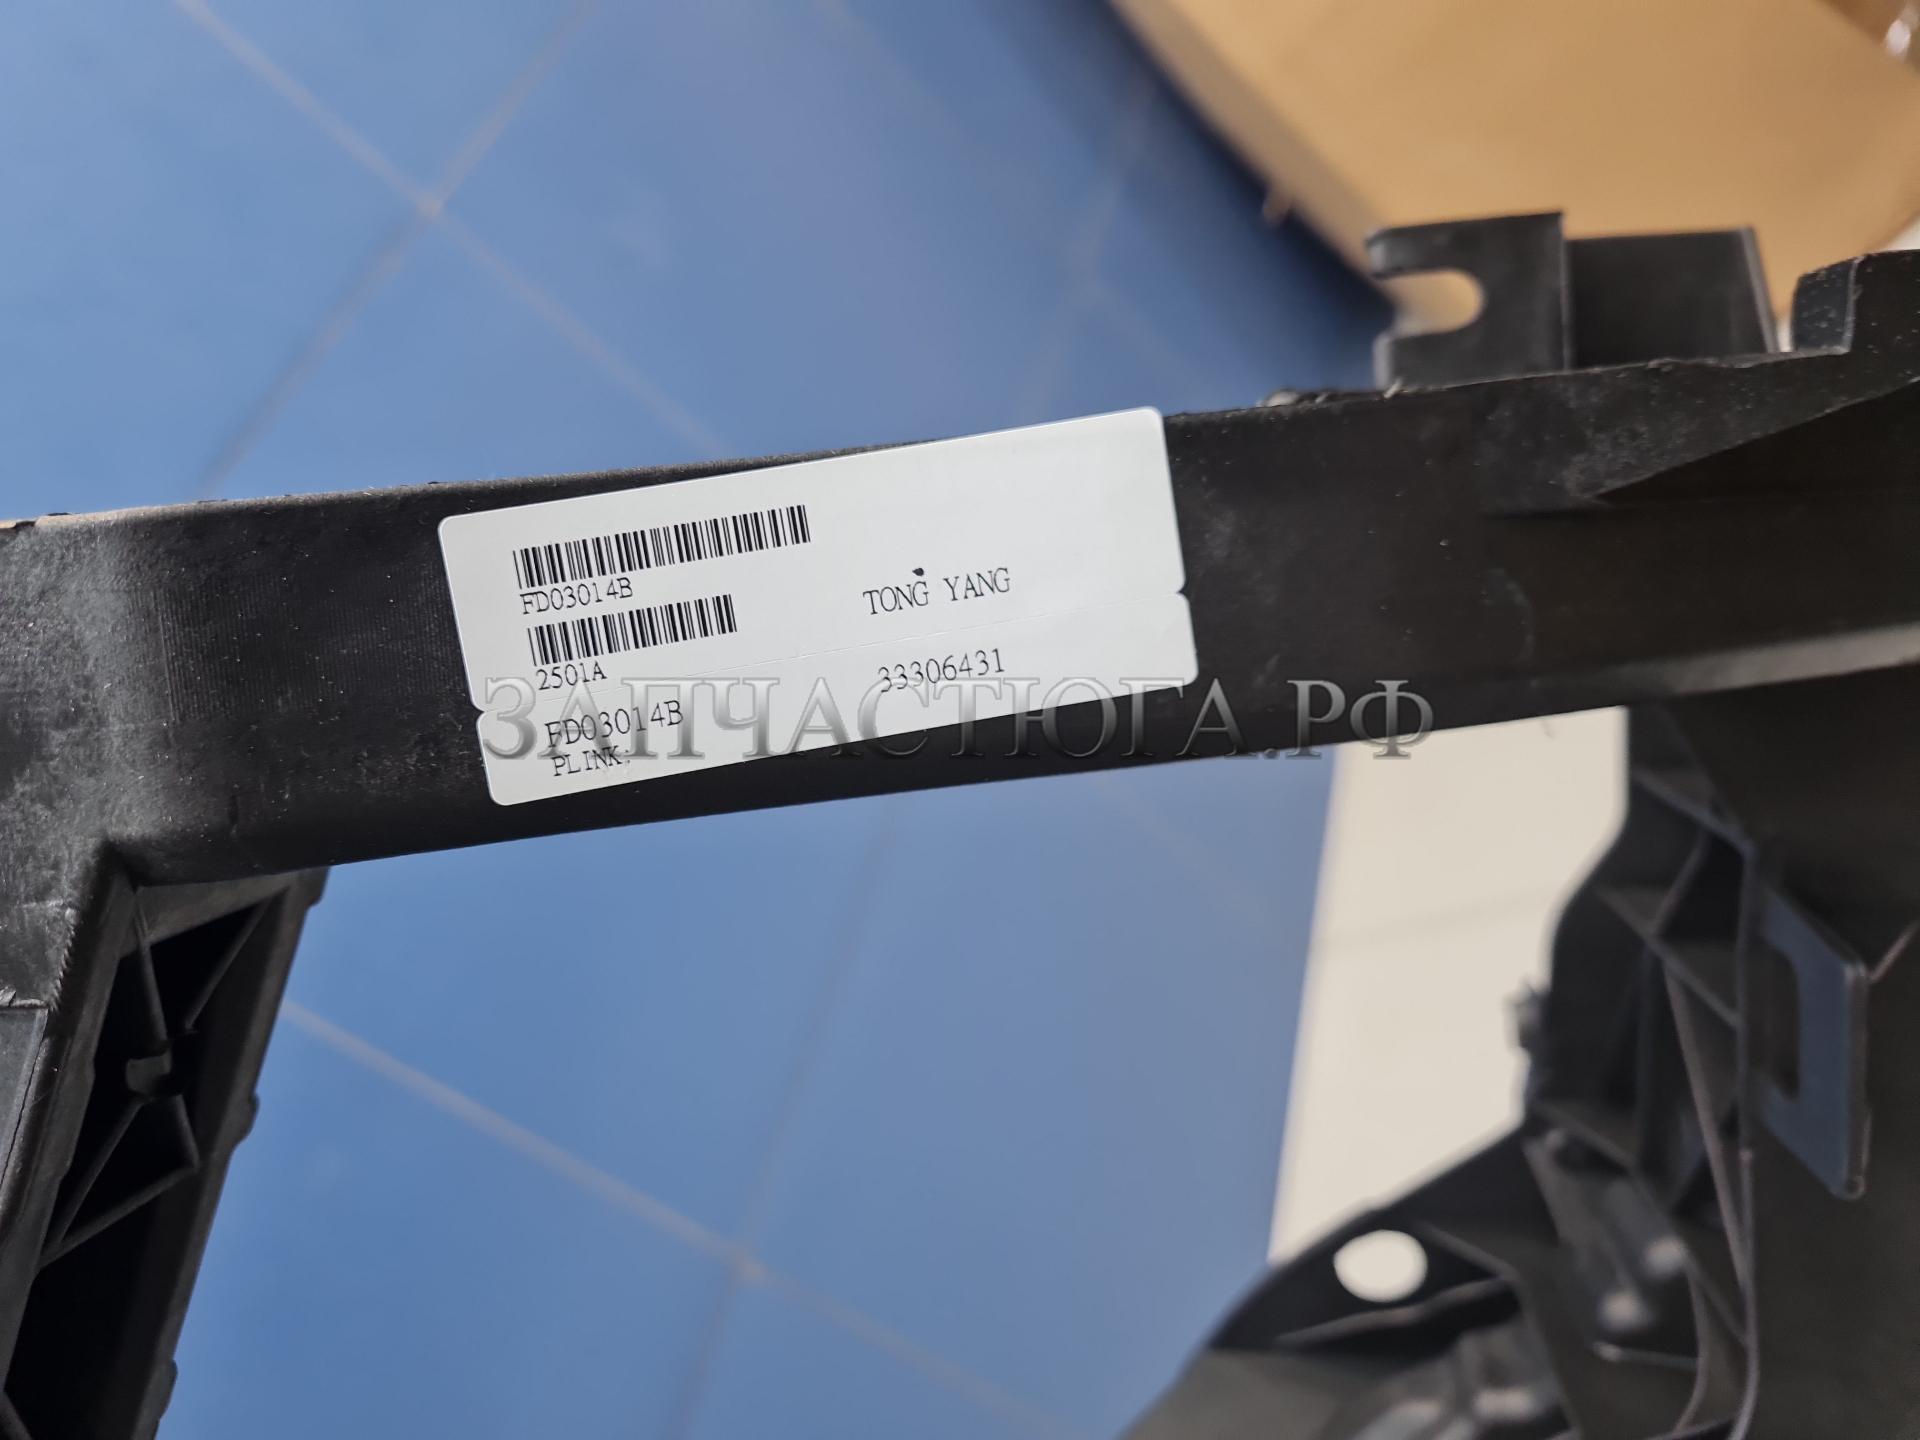 FD03014B
TONG YANG
2501A
33306431
FD03014B
PLINK:
ЗАПЧАСТЮГА.РФ